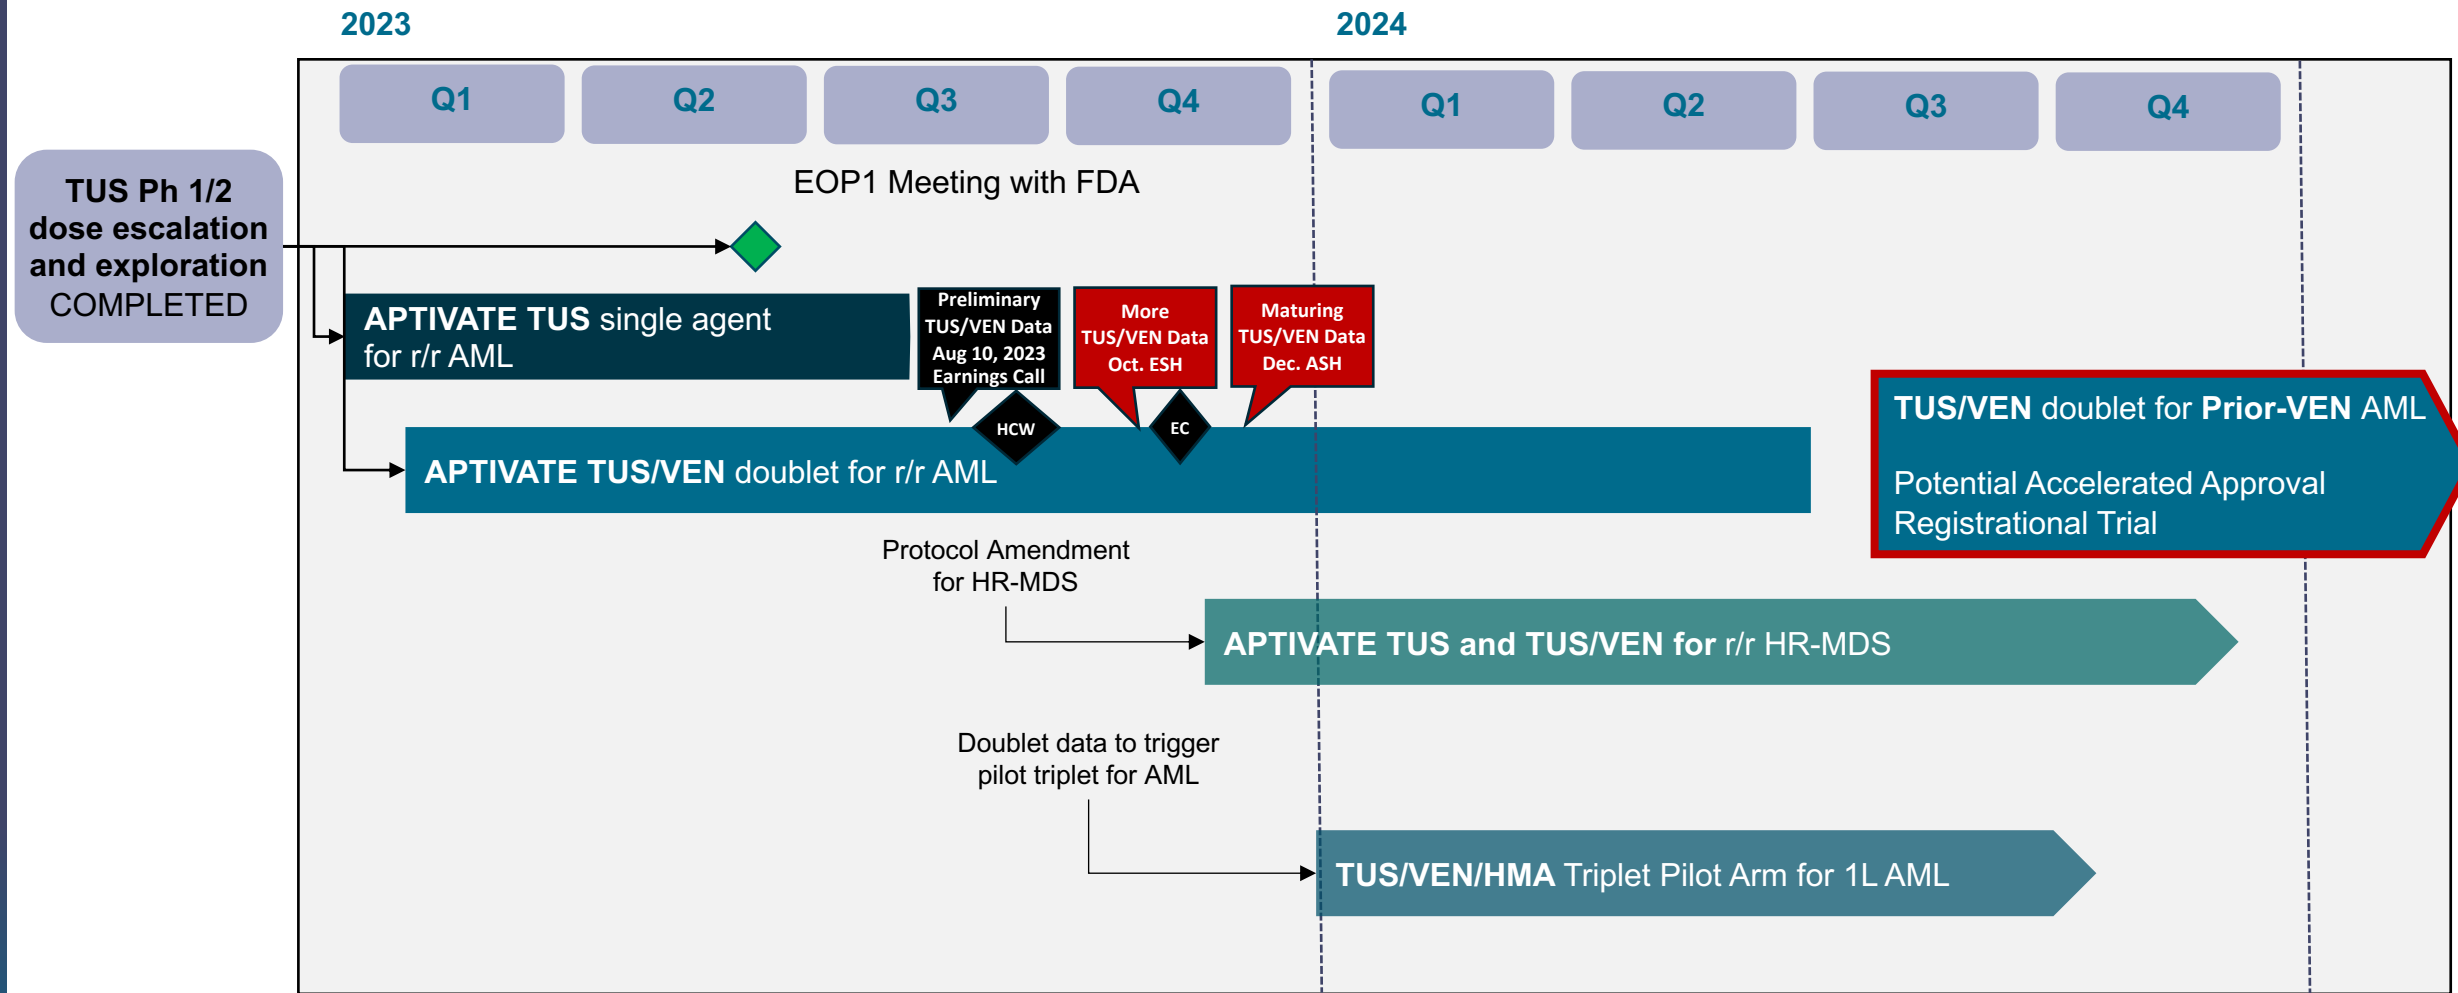 2023
2024
Q1
Q2
Q3
Q4
Q1
Q2
Q3
Q4
TUS Ph 1/2
dose escalation
and exploration
COMPLETED
EOP1 Meeting with FDA
APTIVATE TUS single agent
for r/r AML
Preliminary
TUS/VEN Data
Aug 10, 2023
Earnings Call
More
TUS/VEN Data
Oct. ESH
Maturing
TUS/VEN Data
Dec. ASH
HCW
EC
APTIVATE TUS/VEN doublet for r/r AML
TUS/VEN doublet for Prior-VEN AML
Potential Accelerated Approval
Registrational Trial
Protocol Amendment
for HR-MDS
APTIVATE TUS and TUS/VEN for r/r HR-MDS
Doublet data to trigger
pilot triplet for AML
TUS/VEN/HMA Triplet Pilot Arm for 1L AML